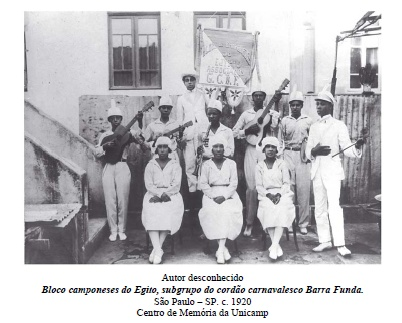 G.C.B.F.
Autor desconhecido
Bloco camponeses do Egito, subgrupo do cordão carnavalesco Barra Funda.
São Paulo – SP. c. 1920
Centro de Memória da Unicamp